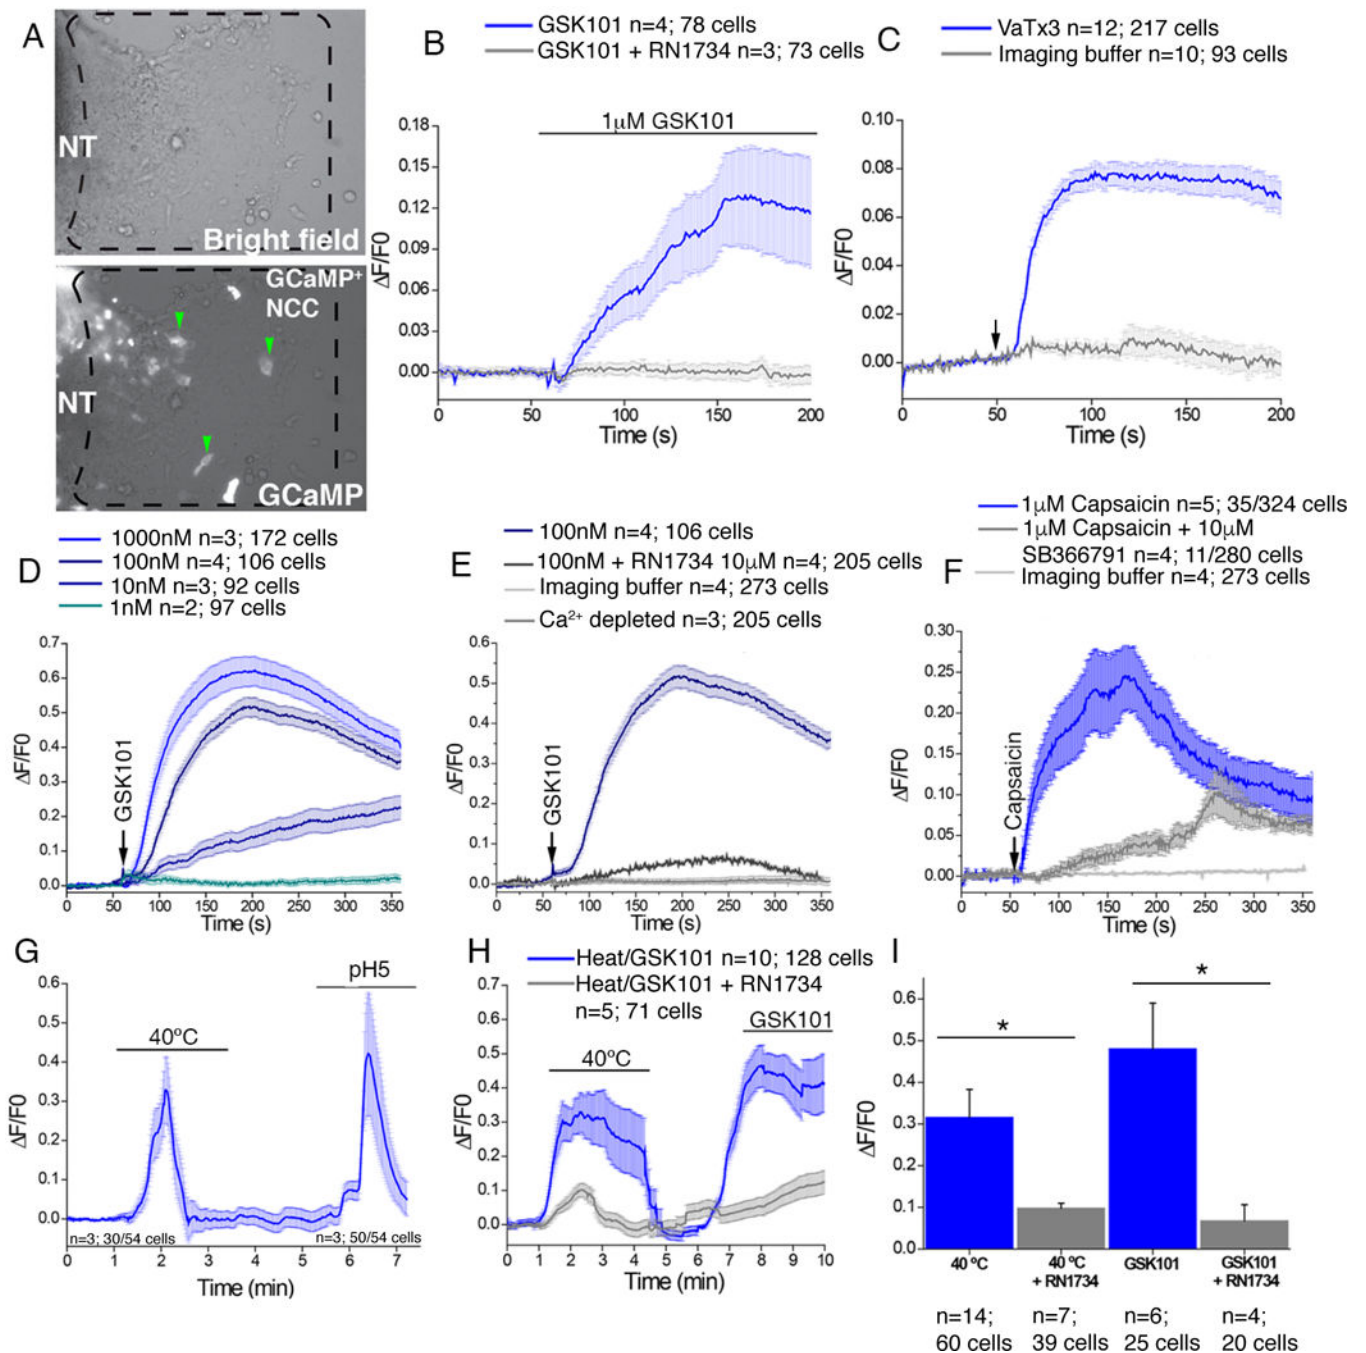 A
NT
Bright field
GCaMP+
NCC
NT
GCaMP
B
GSK101 n=4; 78 cells
GSK101 + RN1734 n=3; 73 cells
1µM GSK101
ΔF/F0
0.18
0.15
0.12
0.09
0.06
0.03
0.00
0 50 100 150 200
Time (s)
C
VaTx3 n=12; 217 cells
Imaging buffer n=10; 93 cells
ΔF/F0
0.10
0.08
0.06
0.04
0.02
0.00
0 50 100 150 200
Time (s)
D
1000nM n=3; 172 cells
100nM n=4; 106 cells
10nM n=3; 92 cells
1nM n=2; 97 cells
ΔF/F0
0.7
0.6
0.5
0.4
0.3
0.2
0.1
0.0
GSK101
0 50 100 150 200 250 300 350
Time (s)
E
100nM n=4; 106 cells
100nM + RN1734 10µM n=4; 205 cells
Imaging buffer n=4; 273 cells
Ca2+ depleted n=3; 205 cells
ΔF/F0
0.6
0.5
0.4
0.3
0.2
0.1
0.0
GSK101
0 50 100 150 200 250 300 350
Time (s)
F
1µM Capsaicin n=5; 35/324 cells
1µM Capsaicin + 10µM
SB366791 n=4; 11/280 cells
Imaging buffer n=4; 273 cells
ΔF/F0
0.30
0.25
0.20
0.15
0.10
0.05
0.00
Capsaicin
0 50 100 150 200 250 300 350
Time (s)
G
40ºC
pH5
ΔF/F0
0.6
0.5
0.4
0.3
0.2
0.1
0.0
n=3; 30/54 cells
n=3; 50/54 cells
0 1 2 3 4 5 6 7
Time (min)
H
Heat/GSK101 n=10; 128 cells
Heat/GSK101 + RN1734
n=5; 71 cells
GSK101
40ºC
ΔF/F0
0.7
0.6
0.5
0.4
0.3
0.2
0.1
0.0
0 1 2 3 4 5 6 7 8 9 10
Time (min)
I
*
*
ΔF/F0
0.6
0.5
0.4
0.3
0.2
0.1
0.0
40 ºC
40 ºC
+ RN1734
GSK101
GSK101
+ RN1734
n=14;
60 cells
n=7;
39 cells
n=6;
25 cells
n=4;
20 cells